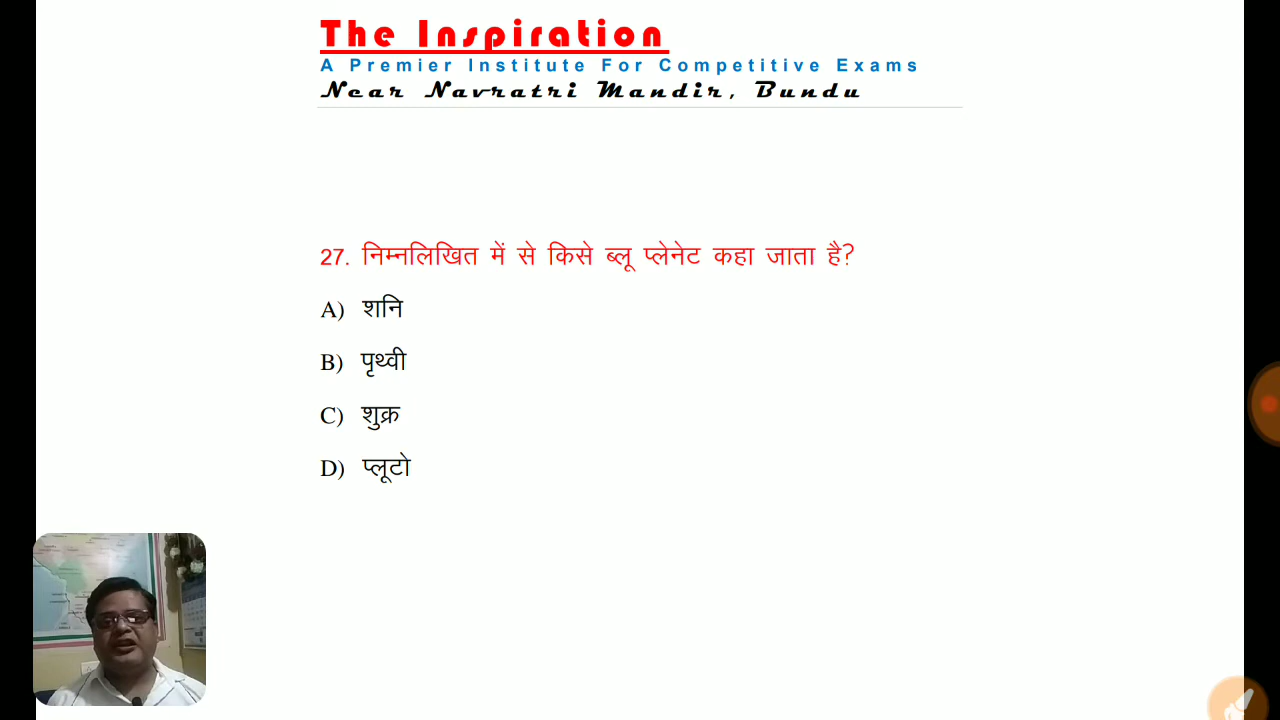 The Inspiration
A Premier Institute For Competitive Exams
Near Navratri Mandir, Bundu
27. निम्नलिखित में से किसे ब्लू प्लेनेट कहा जाता है?
A) शनि
B) पृथ्वी
C) शुक्र
D) प्लूटो